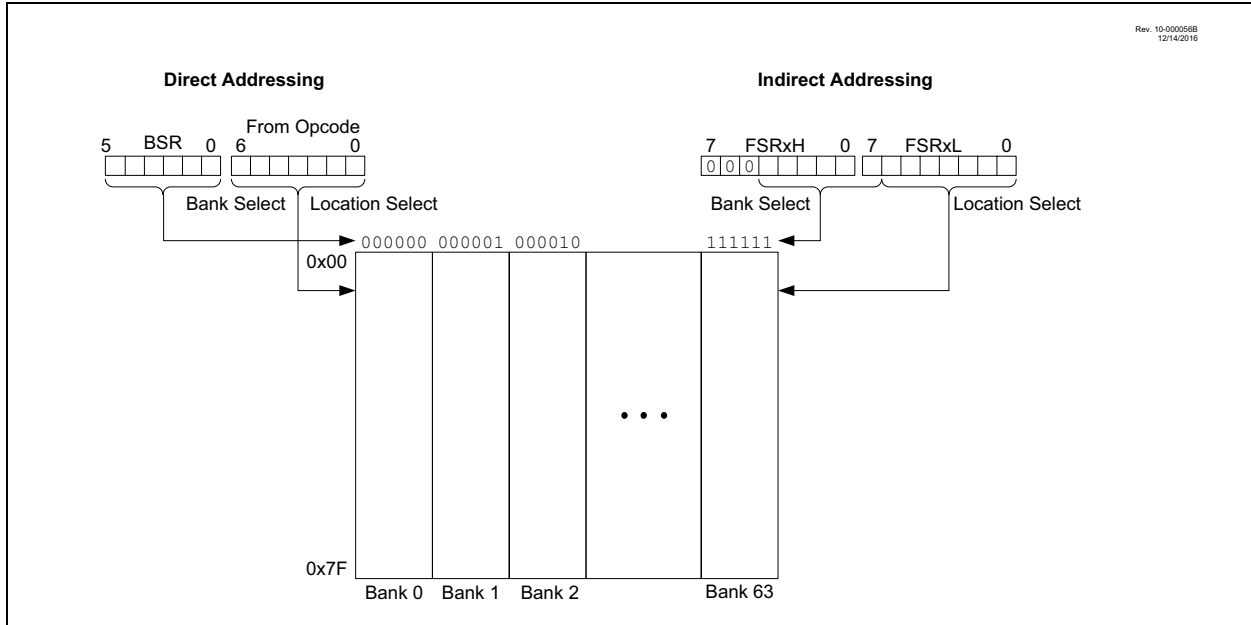 Rev. 10-000056B
12/14/2016
Direct Addressing
Indirect Addressing
From Opcode
5 BSR 0 6 0
7 FSRxH 0 7 FSRxL 0
0 0 0
Bank Select Location Select
Bank Select Location Select
000000 000001 000010 111111
0x00
0x7F
Bank 0 Bank 1 Bank 2 Bank 63